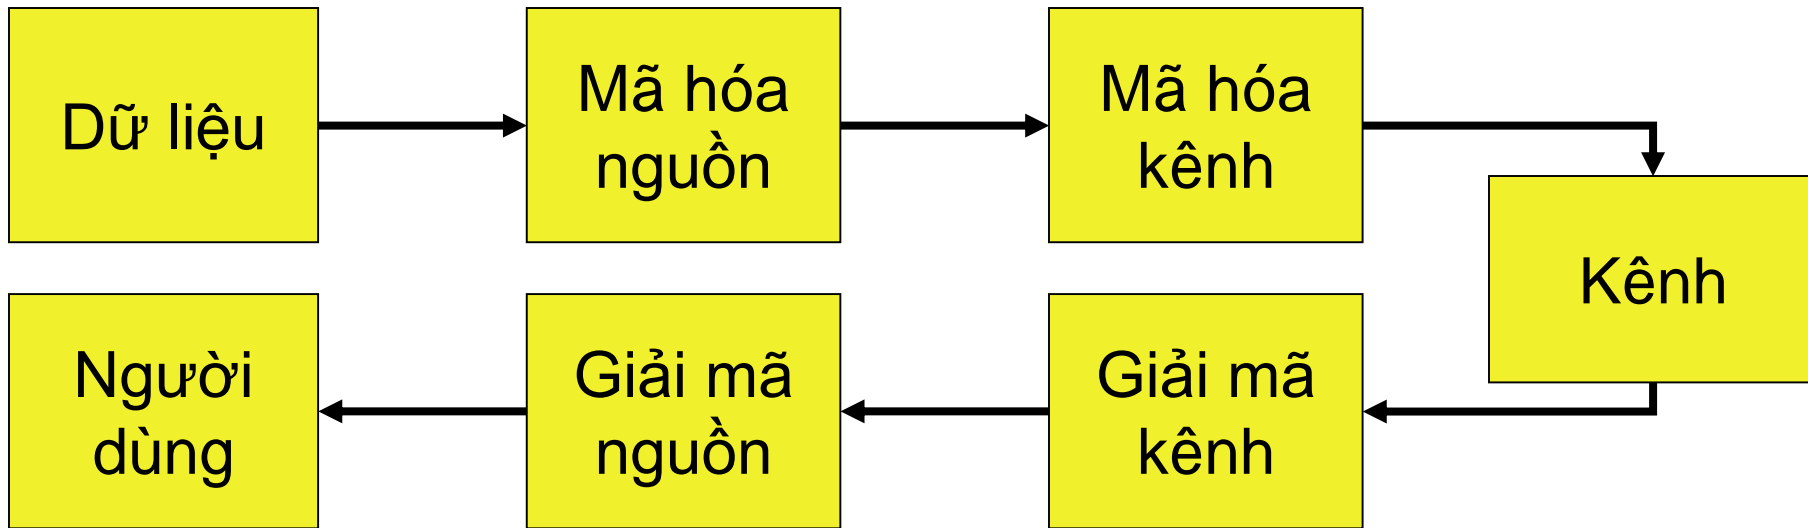 Dữ liệu
Mã hóa
nguồn
Mã hóa
kênh
Kênh
Người
dùng
Giải mã
nguồn
Giải mã
kênh